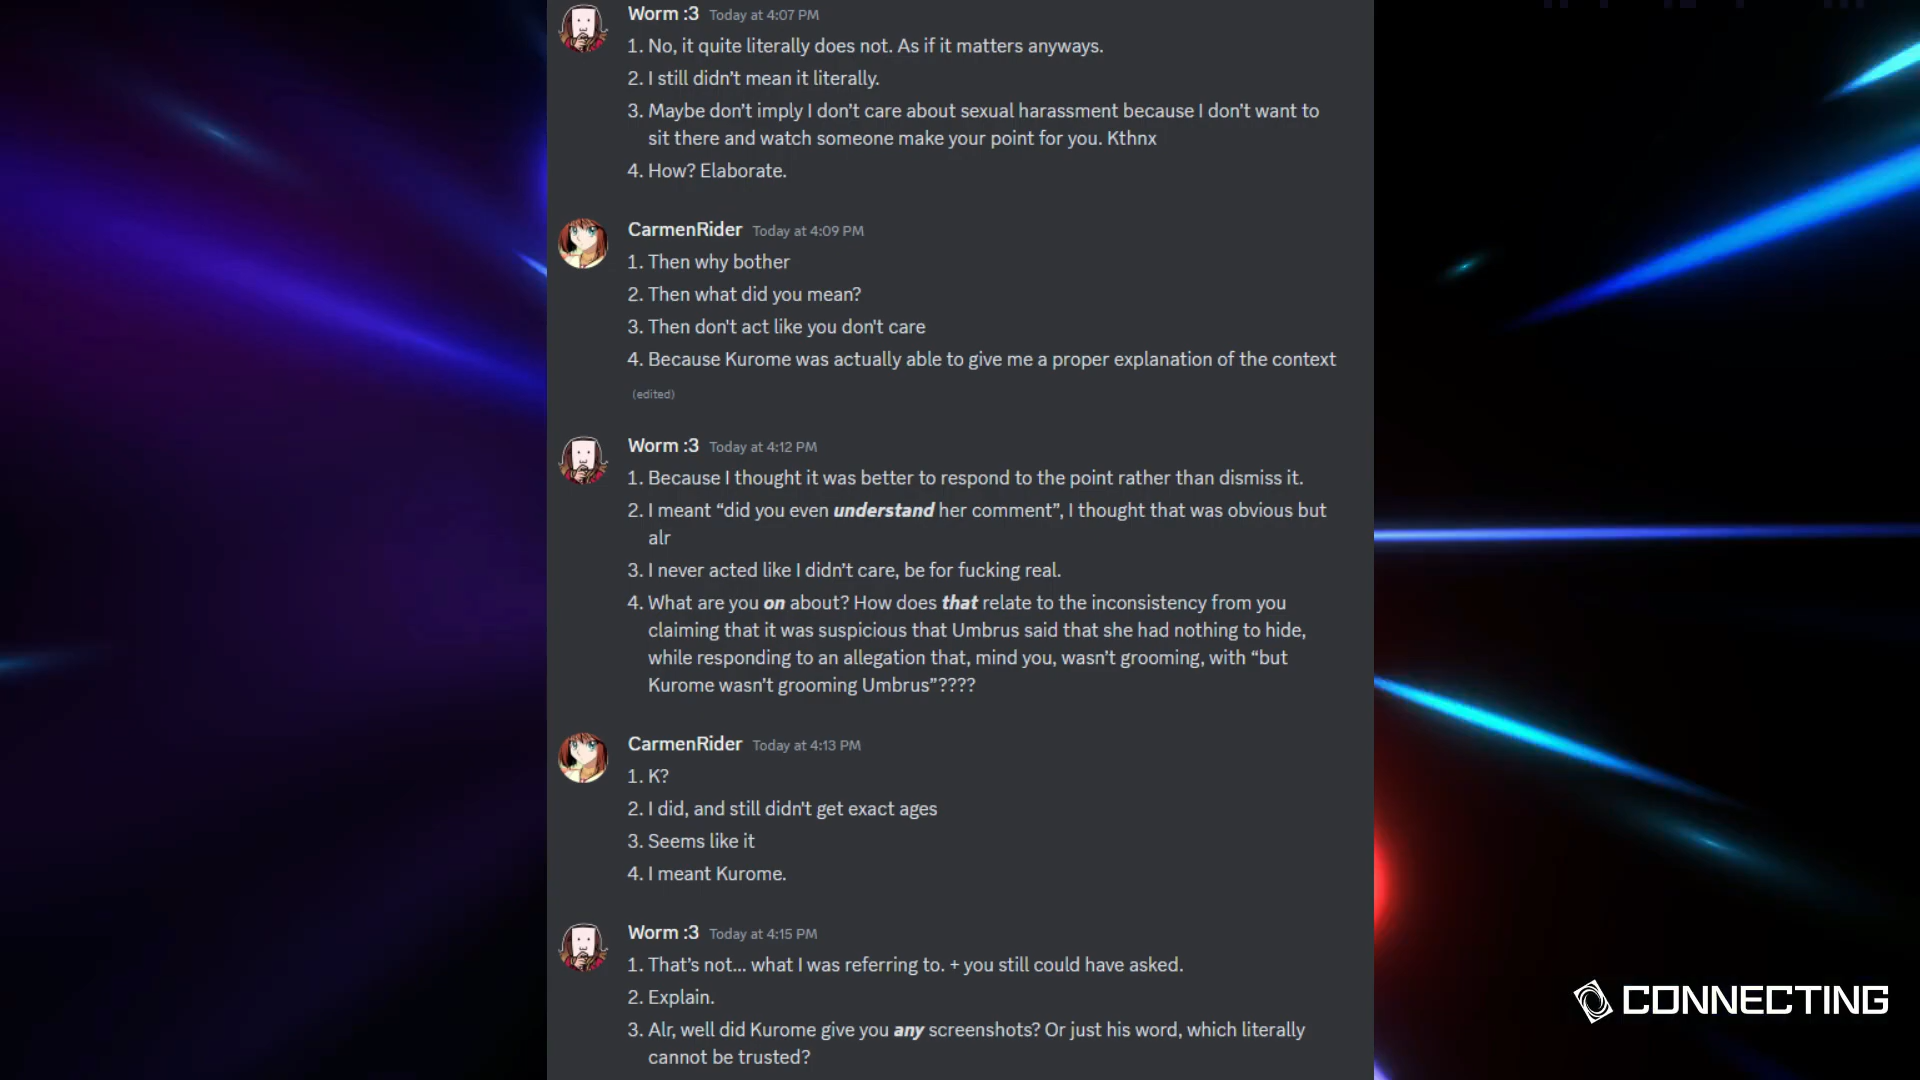 Worm :3 Today at 4:07 PM
1. No, it quite literally does not. As if it matters anyways.
2. I still didn't mean it literally.
3. Maybe don't imply I don't care about sexual harassment because I don't want to
sit there and watch someone make your point for you. Kthnx
4. How? Elaborate.
CarmenRider Today at 4:09 PM
1. Then why bother
2. Then what did you mean?
3. Then don't act like you don't care
4. Because Kurome was actually able to give me a proper explanation of the context
(edited)
Worm :3 Today at 4:12 PM
1. Because I thought it was better to respond to the point rather than dismiss it.
2. I meant “did you even understand her comment”, I thought that was obvious but
alr
3. I never acted like I didn’t care, be for fucking real.
4. What are you on about? How does that relate to the inconsistency from you
claiming that it was suspicious that Umbrus said that she had nothing to hide,
while responding to an allegation that, mind you, wasn’t grooming, with “but
Kurome wasn’t grooming Umbrus”????
CarmenRider Today at 4:13 PM
1. K?
2. I did, and still didn't get exact ages
3. Seems like it
4. I meant Kurome.
Worm :3 Today at 4:15 PM
1. That’s not... what I was referring to. + you still could have asked.
2. Explain.
3. Alr, well did Kurome give you any screenshots? Or just his word, which literally
cannot be trusted?
CONNECTING